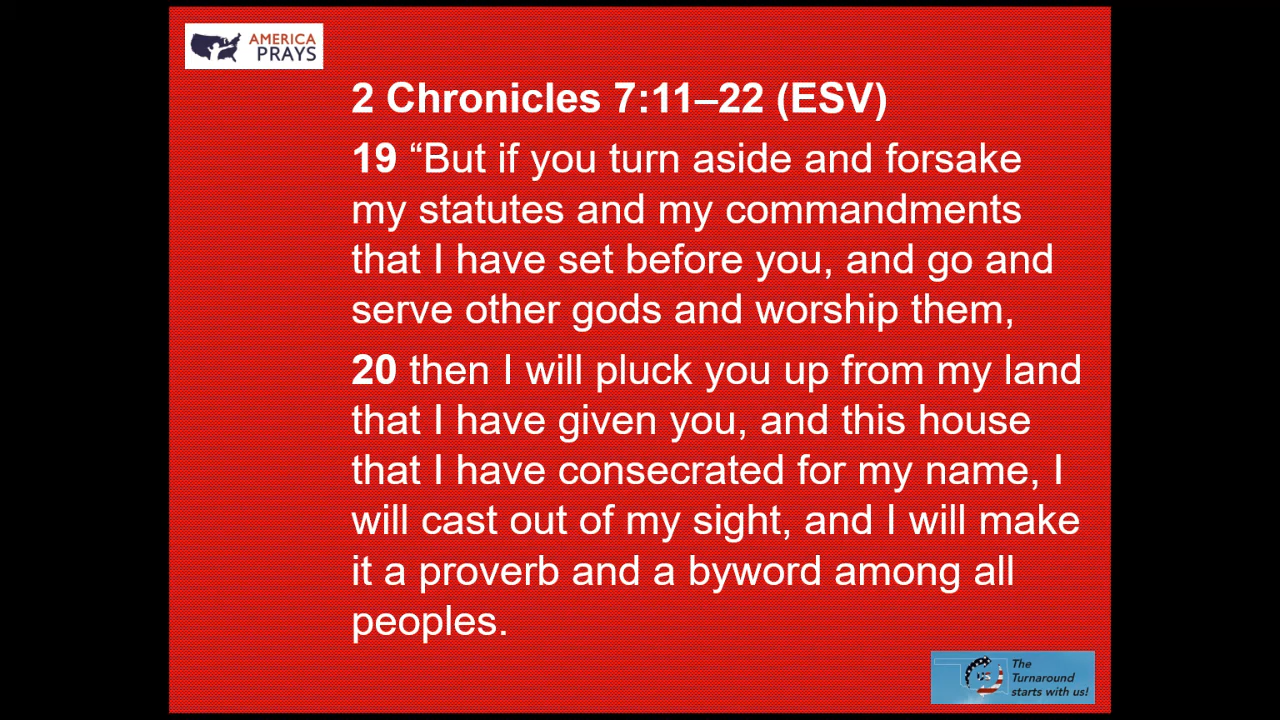 AMERICA
PRAYS
2 Chronicles 7:11–22 (ESV)
19 “But if you turn aside and forsake
my statutes and my commandments
that I have set before you, and go and
serve other gods and worship them,
20 then I will pluck you up from my land
that I have given you, and this house
that I have consecrated for my name, I
will cast out of my sight, and I will make
it a proverb and a byword among all
peoples.
The
Turnaround
starts with us!